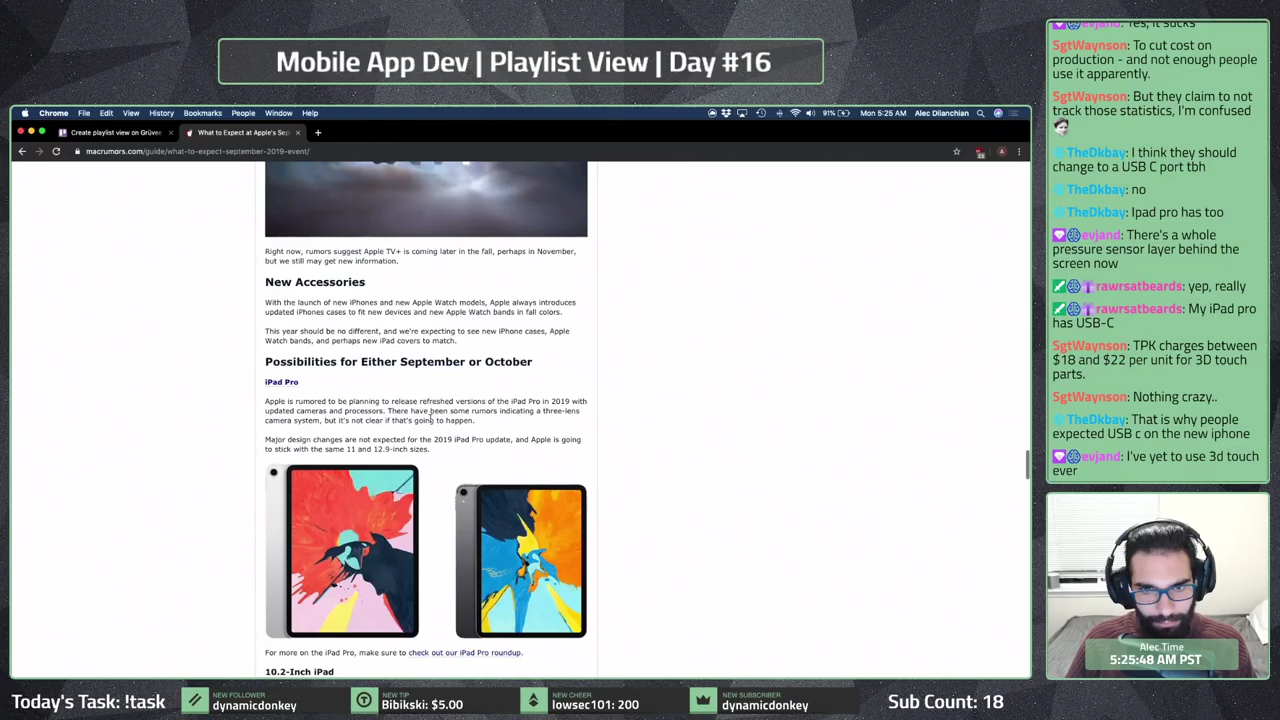 Mobile App Dev | Playlist View | Day #16
Chrome File Edit View History Bookmarks People Window Help
91% Mon 5:25 AM Alec Dilanchian
Create playlist view on Grüvee
What to Expect at Apple's Sep
macrumors.com/guide/what-to-expect-september-2019-event/
Right now, rumors suggest Apple TV+ is coming later in the fall, perhaps in November,
but we still may get new information.
New Accessories
With the launch of new iPhones and new Apple Watch models, Apple always introduces
updated iPhones cases to fit new devices and new Apple Watch bands in fall colors.
This year should be no different, and we're expecting to see new iPhone cases, Apple
Watch bands, and perhaps new iPad covers to match.
Possibilities for Either September or October
iPad Pro
Apple is rumored to be planning to release refreshed versions of the iPad Pro in 2019 with
updated cameras and processors. There have been some rumors indicating a three-lens
camera system, but it's not clear if that's going to happen.
Major design changes are not expected for the 2019 iPad Pro update, and Apple is going
to stick with the same 11 and 12.9-inch sizes.
For more on the iPad Pro, make sure to check out our iPad Pro roundup.
10.2-Inch iPad
evjand: Yes, it sucks
SgtWaynson: To cut cost on
production - and not enough people
use it apparently.
SgtWaynson: But they claim to not
track those statistics, I'm confused
TheDkbay: I think they should
change to a USB C port tbh
TheDkbay: no
TheDkbay: Ipad pro has too
evjand: There's a whole
pressure sensor layer behind the
screen now
rawrsatbeards: yep, really
rawrsatbeards: My iPad pro
has USB-C
SgtWaynson: TPK charges between
$18 and $22 per unit for 3D touch
parts.
SgtWaynson: Nothing crazy..
TheDkbay: That is why people
expected USB c on the new iphone
evjand: I've yet to use 3d touch
ever
Alec Time
5:25:48 AM PST
Today's Task: !task
NEW FOLLOWER
dynamicdonkey
NEW TIP
Bibikski: $5.00
NEW CHEER
lowsec101: 200
NEW SUBSCRIBER
dynamicdonkey
Sub Count: 18